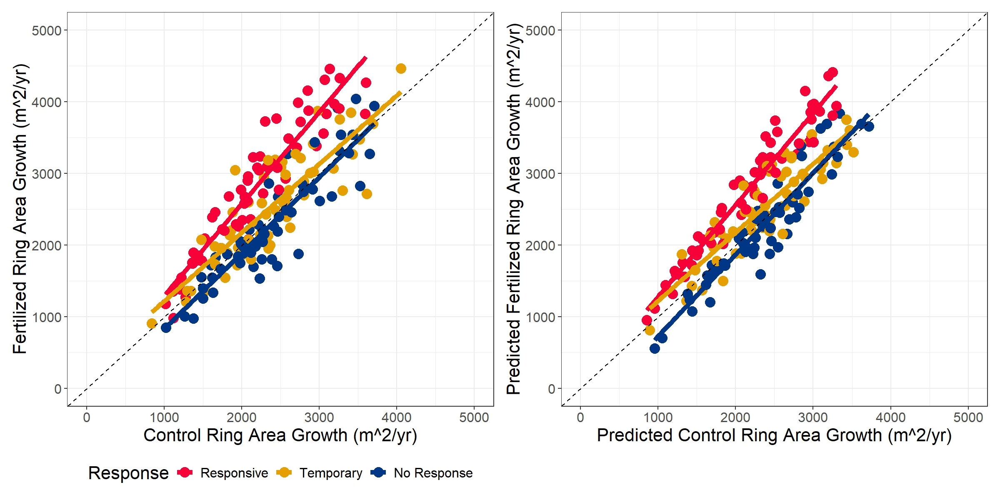 Fertilized Ring Area Growth (m^2/yr)
5000
4000
3000
2000
1000
0
0 1000 2000 3000 4000 5000
Control Ring Area Growth (m^2/yr)
Predicted Fertilized Ring Area Growth (m^2/yr)
5000
4000
3000
2000
1000
0
0 1000 2000 3000 4000 5000
Predicted Control Ring Area Growth (m^2/yr)
Response Responsive Temporary No Response